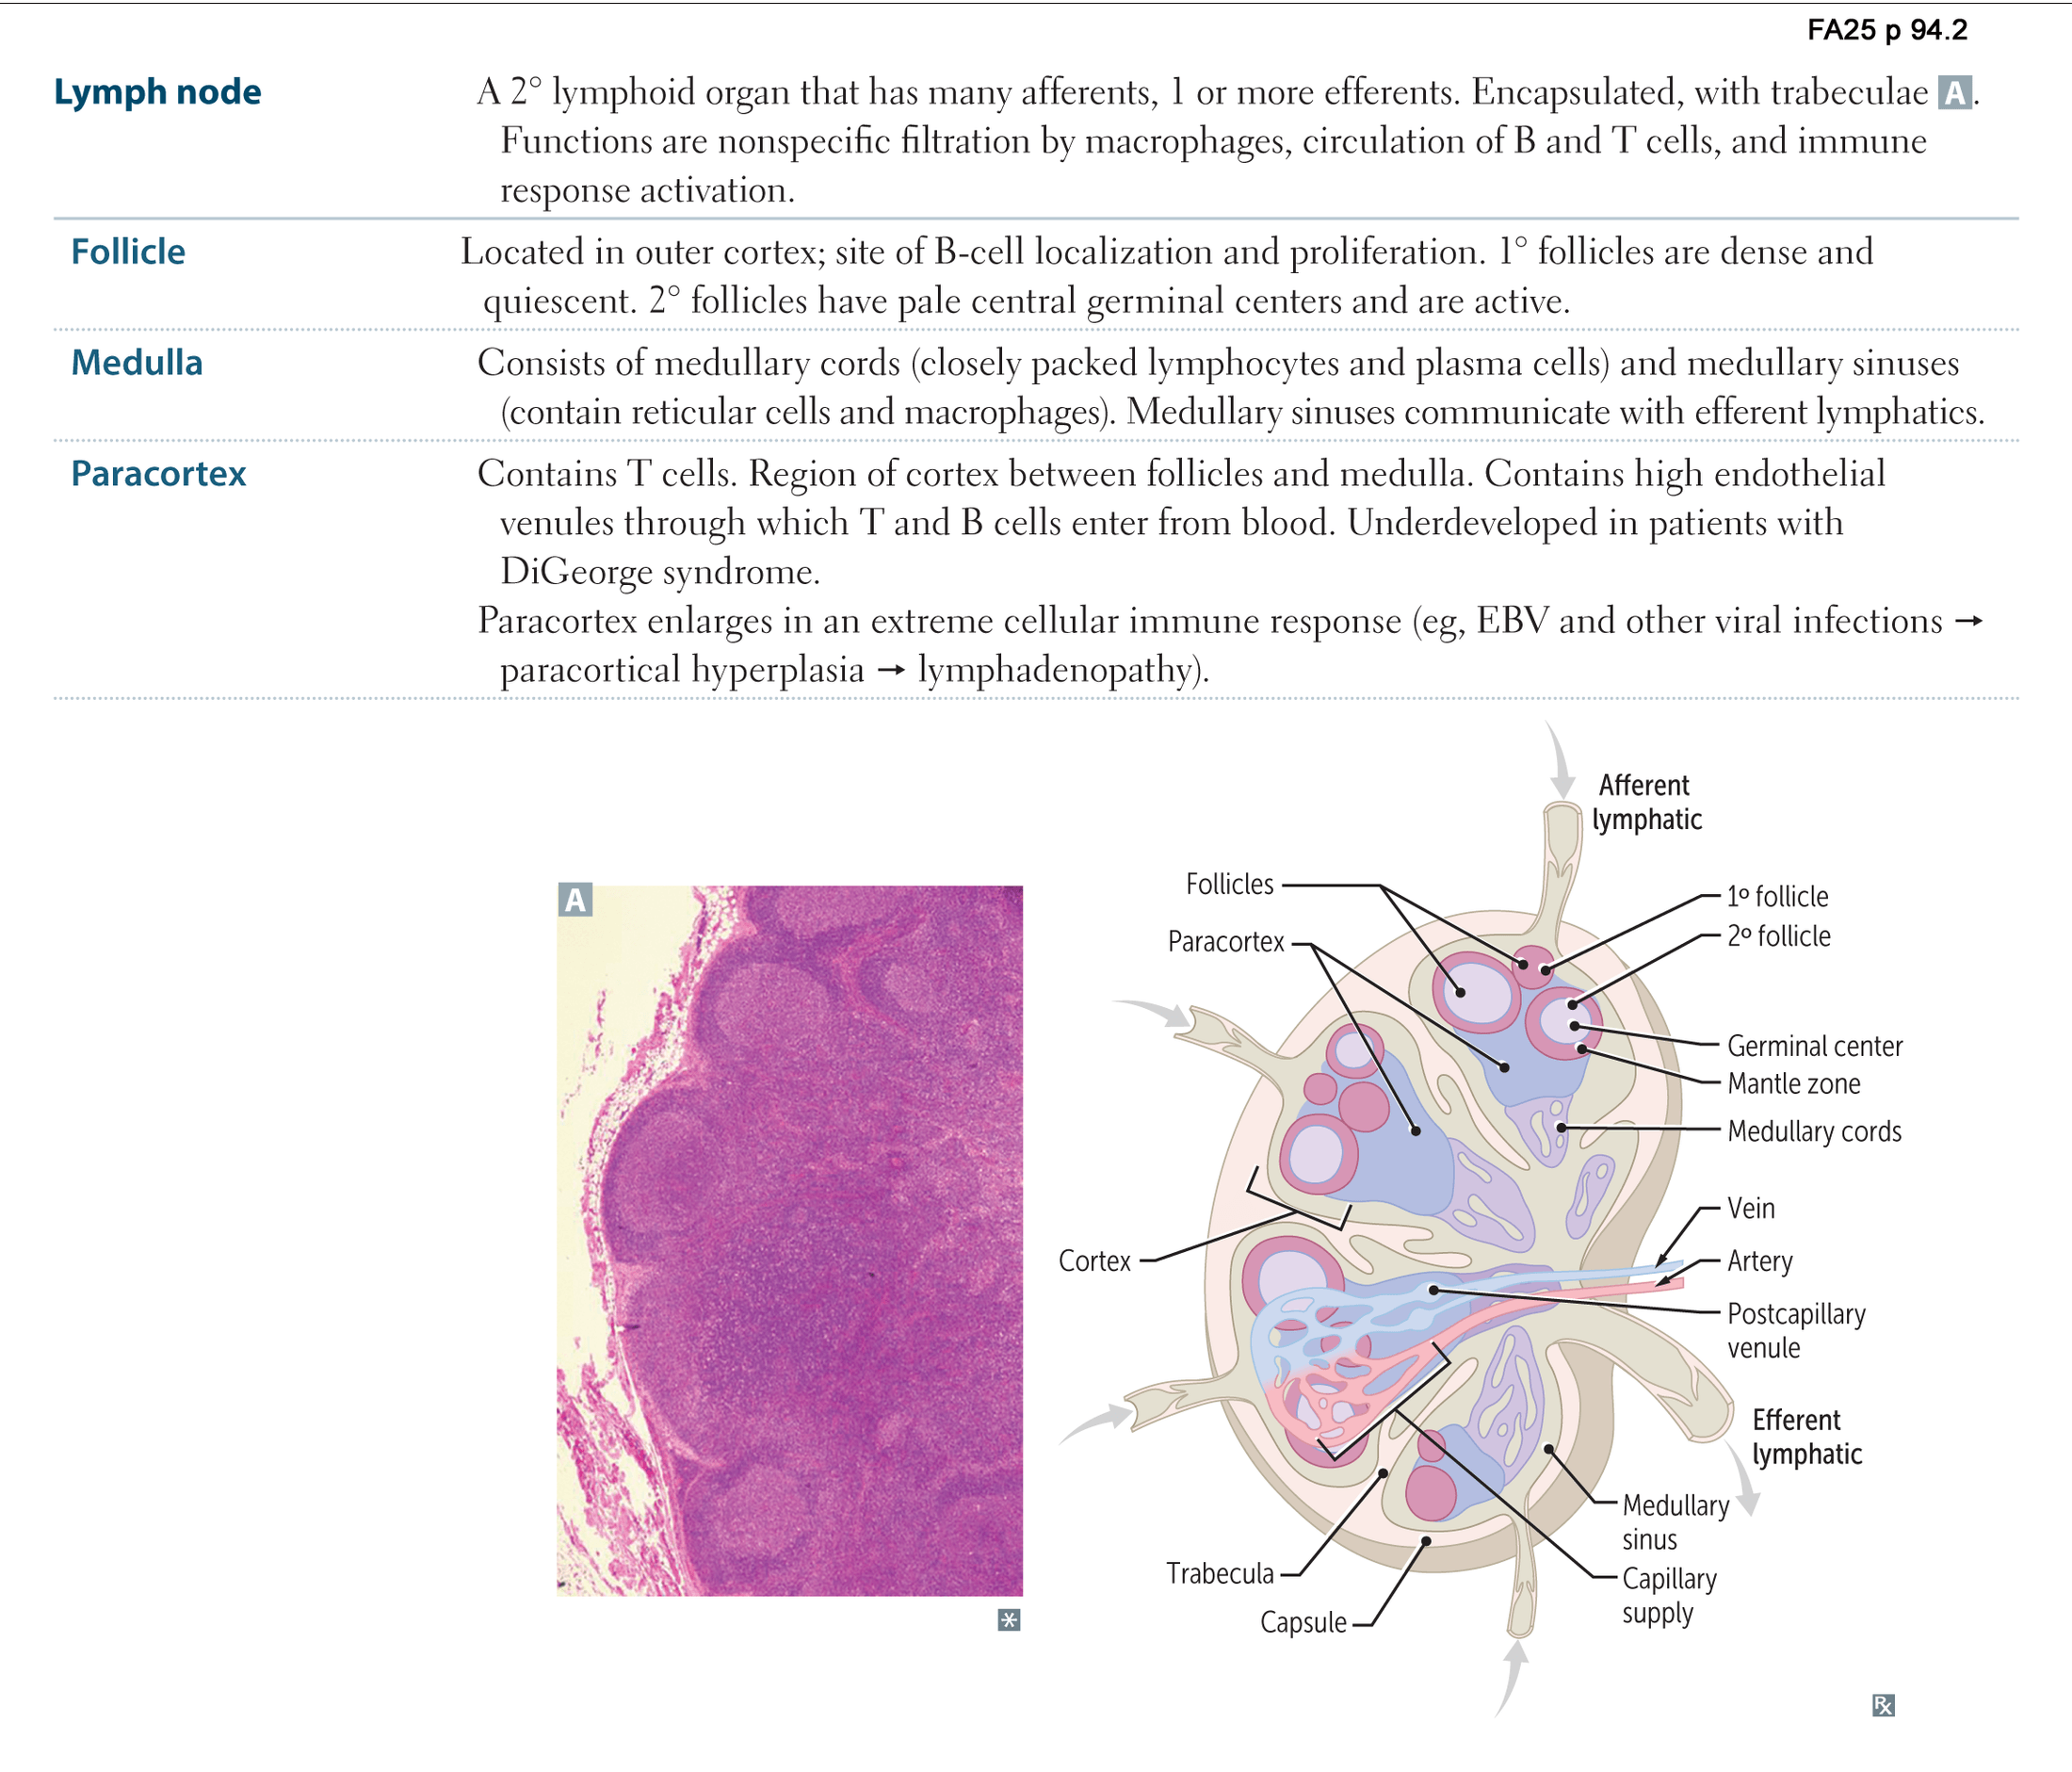 FA25 p 94.2
Lymph node
A 2° lymphoid organ that has many afferents, 1 or more efferents. Encapsulated, with trabeculae A.
Functions are nonspecific filtration by macrophages, circulation of B and T cells, and immune
response activation.
Follicle
Located in outer cortex; site of B-cell localization and proliferation. 1° follicles are dense and
quiescent. 2° follicles have pale central germinal centers and are active.
Medulla
Consists of medullary cords (closely packed lymphocytes and plasma cells) and medullary sinuses
(contain reticular cells and macrophages). Medullary sinuses communicate with efferent lymphatics.
Paracortex
Contains T cells. Region of cortex between follicles and medulla. Contains high endothelial
venules through which T and B cells enter from blood. Underdeveloped in patients with
DiGeorge syndrome.
Paracortex enlarges in an extreme cellular immune response (eg, EBV and other viral infections →
paracortical hyperplasia → lymphadenopathy).
A
*
Afferent
lymphatic
Follicles
Paracortex
1º follicle
2º follicle
Germinal center
Mantle zone
Medullary cords
Vein
Artery
Cortex
Postcapillary
venule
Efferent
lymphatic
Medullary
sinus
Capillary
supply
Trabecula
Capsule
Rx